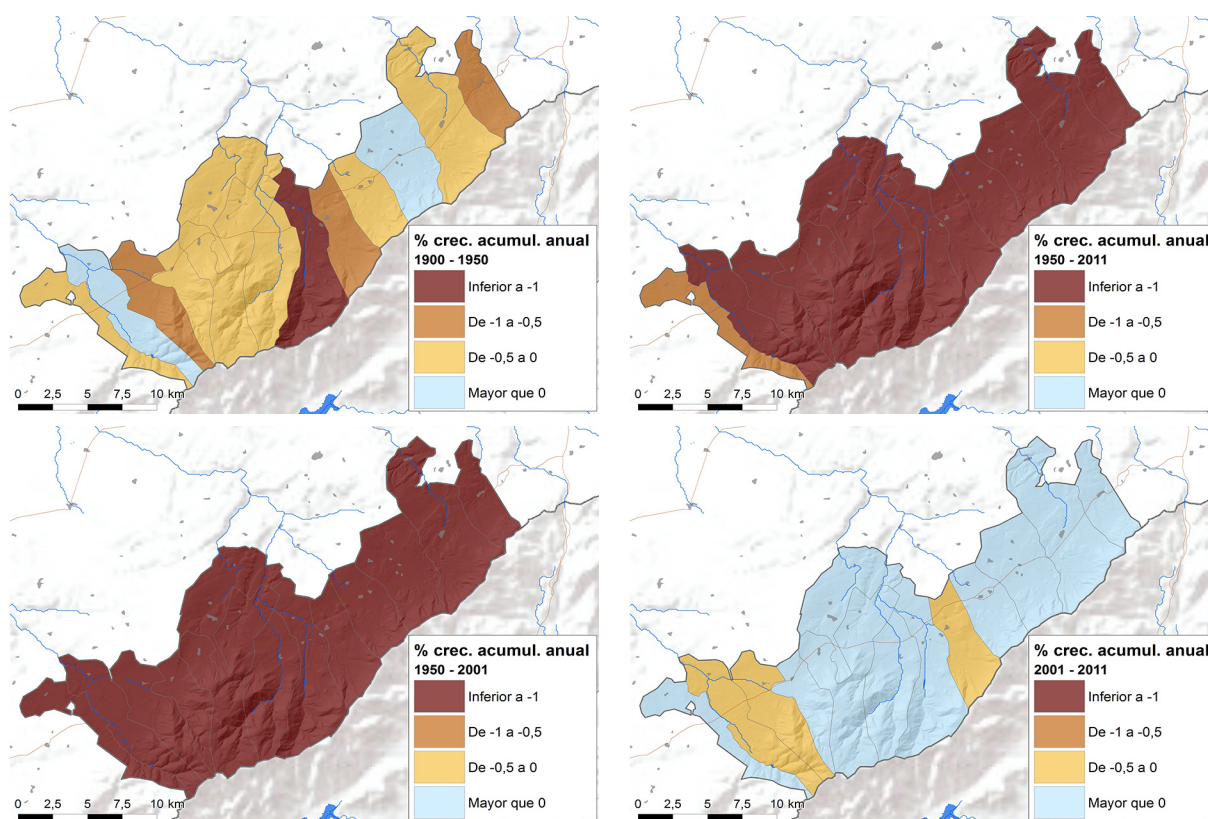 % crec. acumul. anual
1900 - 1950
Inferior a -1
De -1 a -0,5
De -0,5 a 0
Mayor que 0
0 2,5 5 7,5 10 km
% crec. acumul. anual
1950 - 2011
Inferior a -1
De -1 a -0,5
De -0,5 a 0
Mayor que 0
0 2,5 5 7,5 10 km
% crec. acumul. anual
1950 - 2001
Inferior a -1
De -1 a -0,5
De -0,5 a 0
Mayor que 0
0 2,5 5 7,5 10 km
% crec. acumul. anual
2001 - 2011
Inferior a -1
De -1 a -0,5
De -0,5 a 0
Mayor que 0
0 2,5 5 7,5 10 km